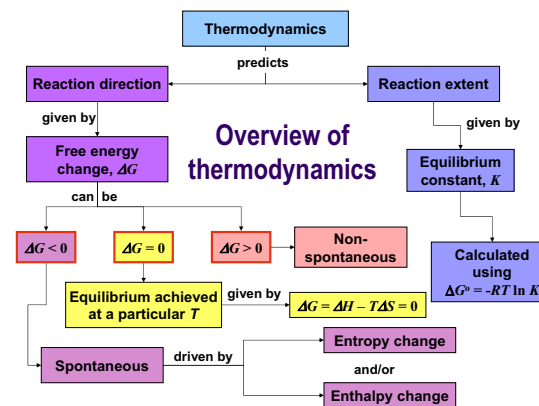 Thermodynamics
predicts
Reaction direction
Reaction extent
given by
given by
Overview of
thermodynamics
Free energy
change, ΔG
Equilibrium
constant, K
can be
ΔG < 0
ΔG = 0
ΔG > 0
Non-
spontaneous
Calculated
using
ΔG° = -RT ln K
Equilibrium achieved
at a particular T
given by
ΔG = ΔH – TΔS = 0
Spontaneous
driven by
Entropy change
and/or
Enthalpy change